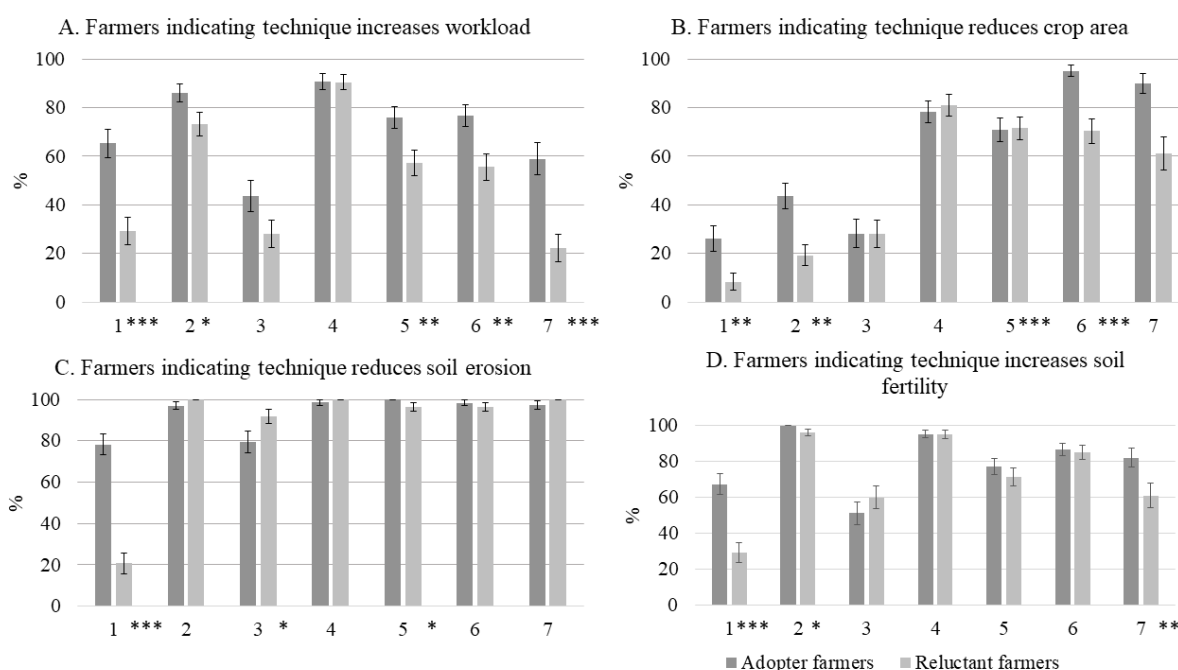 A. Farmers indicating technique increases workload
100
80
60
40
20
0
%
1 *** 2 * 3 4 5 ** 6 ** 7 ***
B. Farmers indicating technique reduces crop area
100
80
60
40
20
0
%
1** 2 ** 3 4 5*** 6 *** 7
C. Farmers indicating technique reduces soil erosion
100
80
60
40
20
0
%
1 *** 2 3 * 4 5 * 6 7
D. Farmers indicating technique increases soil
fertility
100
80
60
40
20
0
%
1*** 2 * 3 4 5 6 7 **
Adopter farmers Reluctant farmers